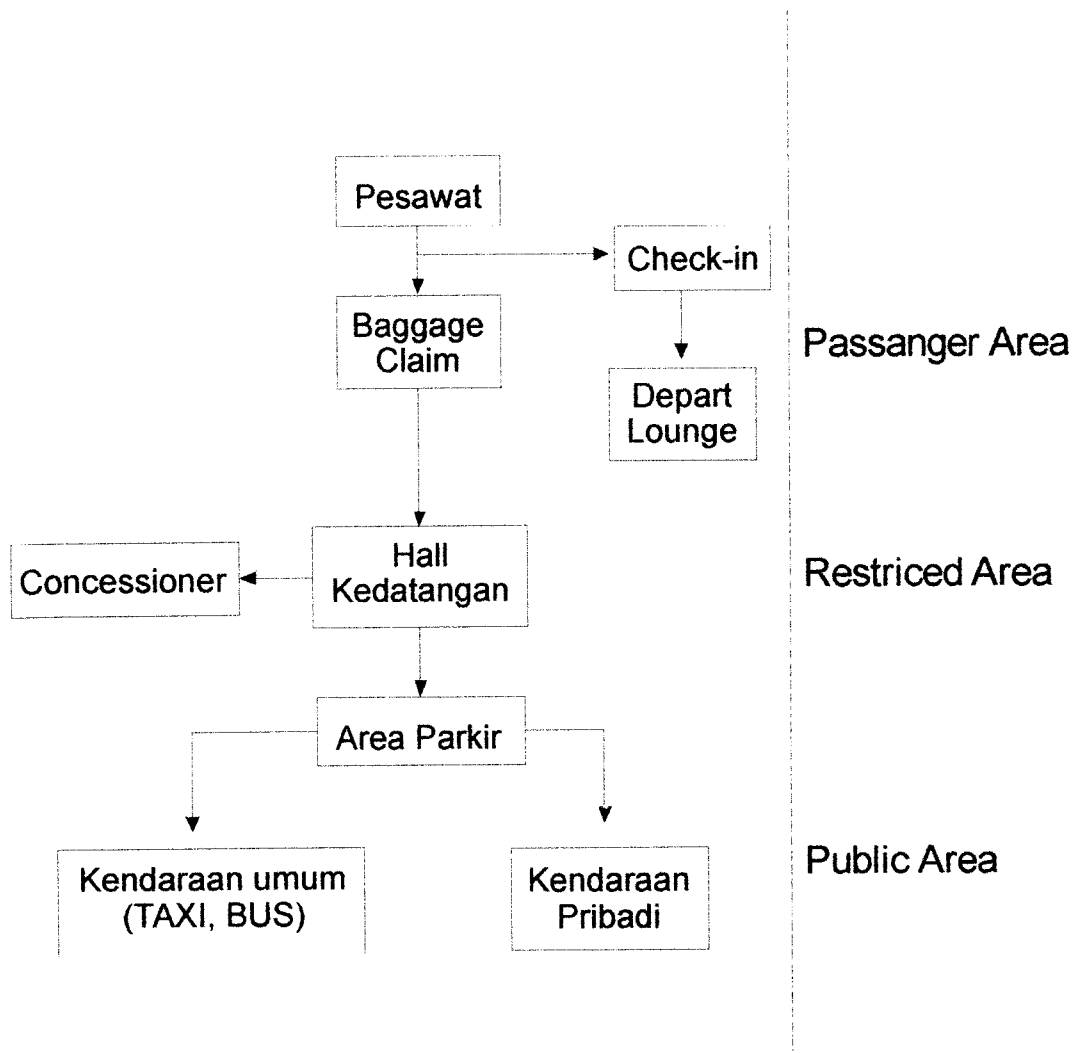 Pesawat
Check-in
Baggage
Claim
Passanger Area
Depart
Lounge
Hall
Kedatangan
Concessioner
Restriced Area
Area Parkir
Kendaraan umum
(TAXI, BUS)
Kendaraan
Pribadi
Public Area